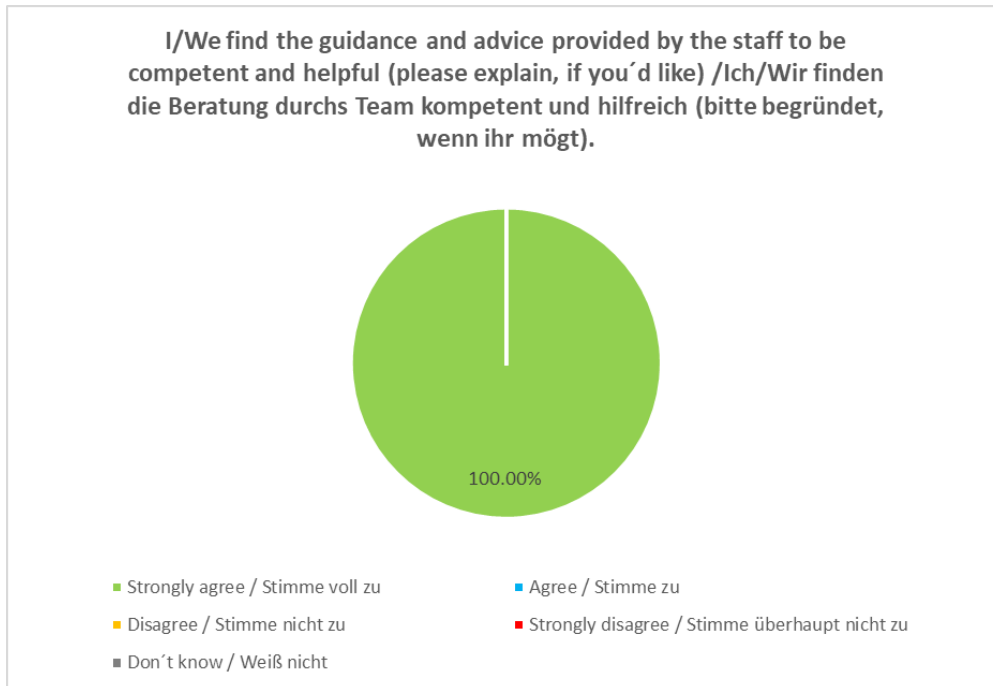 I/We find the guidance and advice provided by the staff to be
competent and helpful (please explain, if you´d like) /Ich/Wir finden
die Beratung durchs Team kompetent und hilfreich (bitte begründet,
wenn ihr mögt).
100.00%
Strongly agree / Stimme voll zu
Agree / Stimme zu
Disagree / Stimme nicht zu
Strongly disagree / Stimme überhaupt nicht zu
Don´t know / Weiß nicht